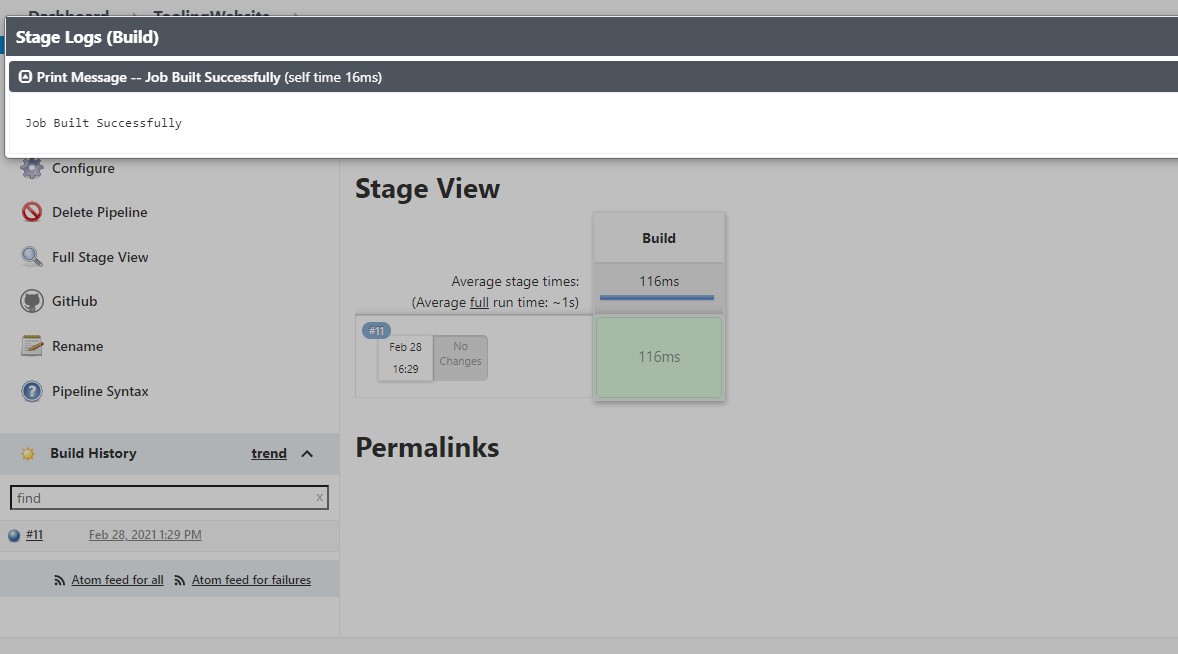 Dashboard ToolingWebsite
Stage Logs (Build)
Print Message -- Job Built Successfully (self time 16ms)
Job Built Successfully
Configure
Delete Pipeline
Full Stage View
GitHub
Rename
Pipeline Syntax
Build History trend
find x
#11 Feb 28, 2021 1:29 PM
Atom feed for all Atom feed for failures
Stage View
Build
Average stage times: 116ms
(Average full run time: ~1s)
#11
Feb 28
16:29
No
Changes
116ms
Permalinks